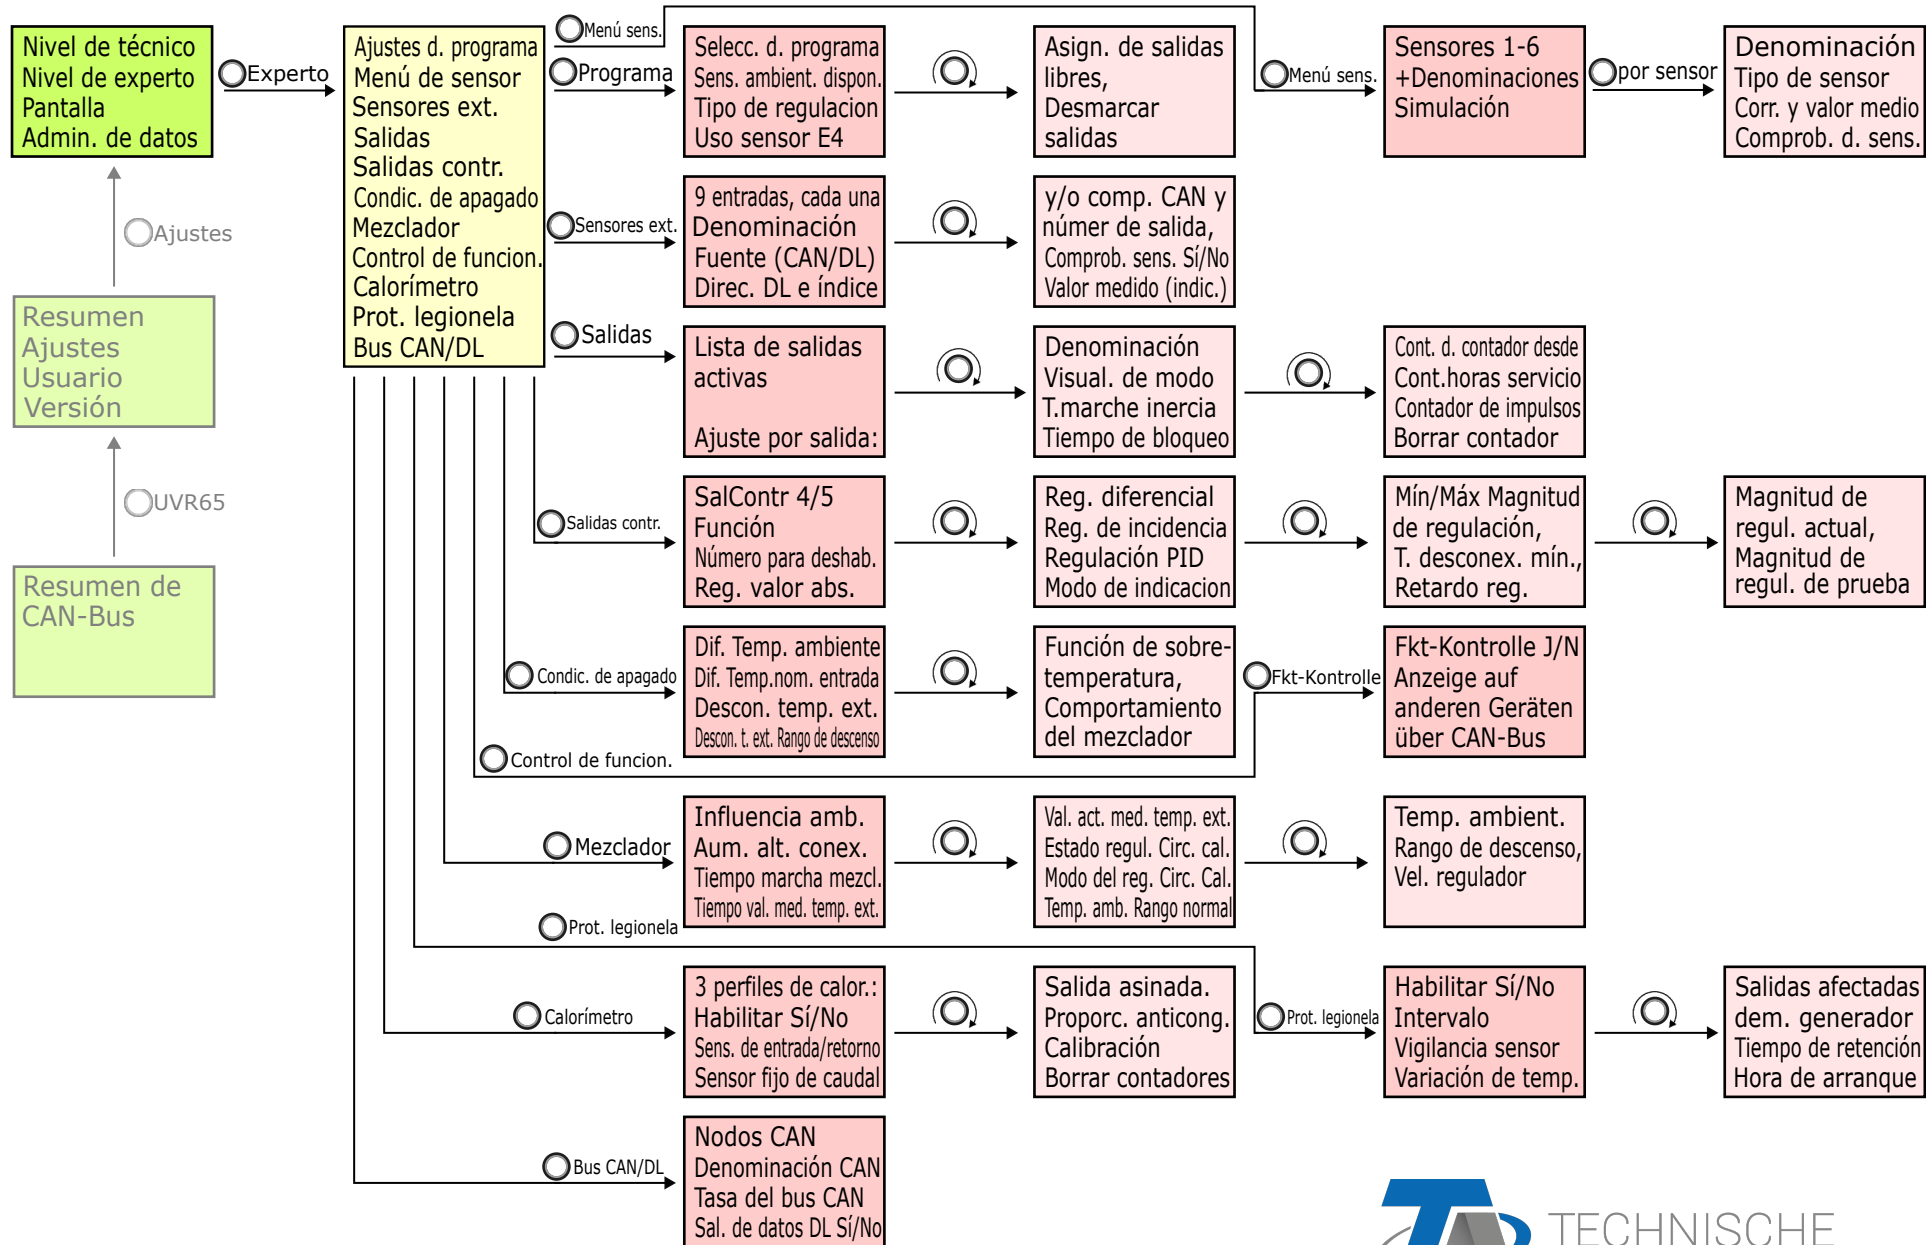 Nivel de técnico
Nivel de experto
Pantalla
Admin. de datos
Experto
Ajustes
Resumen
Ajustes
Usuario
Versión
UVR65
Resumen de
CAN-Bus
Ajustes d. programa
Menú de sensor
Sensores ext.
Salidas
Salidas contr.
Condic. de apagado
Mezclador
Control de funcion.
Calorímetro
Prot. legionela
Bus CAN/DL
Menú sens.
Programa
Selecc. d. programa
Sens. ambient. dispon.
Tipo de regulacion
Uso sensor E4
Asign. de salidas
libres,
Desmarcar
salidas
Menú sens.
Sensores 1-6
+Denominaciones
Simulación
por sensor
Denominación
Tipo de sensor
Corr. y valor medio
Comprob. d. sens.
Sensores ext.
9 entradas, cada una
Denominación
Fuente (CAN/DL)
Direc. DL e índice
y/o comp. CAN y
númer de salida,
Comprob. sens. Sí/No
Valor medido (indic.)
Salidas
Lista de salidas
activas
Ajuste por salida:
Denominación
Visual. de modo
T.marche inercia
Tiempo de bloqueo
Cont. d. contador desde
Cont.horas servicio
Contador de impulsos
Borrar contador
Salidas contr.
SalContr 4/5
Función
Número para deshab.
Reg. valor abs.
Reg. diferencial
Reg. de incidencia
Regulación PID
Modo de indicacion
Mín/Máx Magnitud
de regulación,
T. desconex. mín.,
Retardo reg.
Magnitud de
regul. actual,
Magnitud de
regul. de prueba
Condic. de apagado
Dif. Temp. ambiente
Dif. Temp.nom. entrada
Descon. temp. ext.
Descon. t. ext. Rango de descenso
Función de sobre-
temperatura,
Comportamiento
del mezclador
Control de funcion.
Fkt-Kontrolle
Fkt-Kontrolle J/N
Anzeige auf
anderen Geräten
über CAN-Bus
Mezclador
Influencia amb.
Aum. alt. conex.
Tiempo marcha mezcl.
Tiempo val. med. temp. ext.
Val. act. med. temp. ext.
Estado regul. Circ. cal.
Modo del reg. Circ. Cal.
Temp. amb. Rango normal
Temp. ambient.
Rango de descenso,
Vel. regulador
Prot. legionela
Calorímetro
3 perfiles de calor.:
Habilitar Sí/No
Sens. de entrada/retorno
Sensor fijo de caudal
Salida asinada.
Proporc. anticong.
Calibración
Borrar contadores
Prot. legionela
Habilitar Sí/No
Intervalo
Vigilancia sensor
Variación de temp.
Salidas afectadas
dem. generador
Tiempo de retención
Hora de arranque
Bus CAN/DL
Nodos CAN
Denominación CAN
Tasa del bus CAN
Sal. de datos DL Sí/No
TECHNISCHE